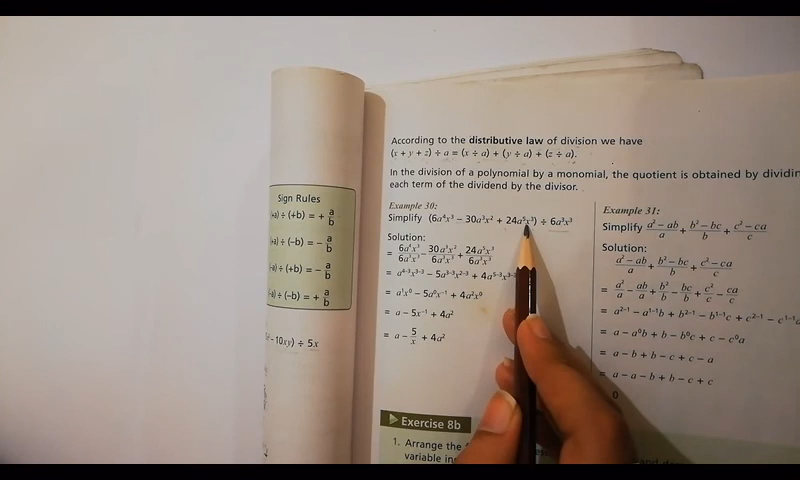 According to the distributive law of division we have
(x + y + z) ÷ a = (x ÷ a) + (y ÷ a) + (z ÷ a).
In the division of a polynomial by a monomial, the quotient is obtained by
each term of the dividend by the divisor.
Sign Rules
(+a) ÷ (+b) = + a/b
(+a) ÷ (−b) = − a/b
(−a) ÷ (+b) = − a/b
(−a) ÷ (−b) = + a/b
− 10xy) ÷ 5x
Example 30:
Simplify (6a⁴x³ − 30a³x² + 24a⁵x³) ÷ 6a³x³
Solution:
= 6a⁴x³/6a³x³ − 30a³x²/6a³x³ + 24a⁵x³/6a³x³
= a⁴⁻³x³⁻³ − 5a³⁻³x²⁻³ + 4a⁵⁻³x³⁻³
= a¹x⁰ − 5a⁰x⁻¹ + 4a²x⁰
= a − 5x⁻¹ + 4a²
= a − 5/x + 4a²
Example 31:
Simplify a² − ab/a + b² − bc/b + c² − ca/c
Solution:
a² − ab/a + b² − bc/b + c² − ca/c
= a²/a − ab/a + b²/b − bc/b + c²/c − ca/c
= a²⁻¹ − a¹⁻¹b + b²⁻¹ − b¹⁻¹c + c²⁻¹ − c¹⁻¹a
= a − a⁰b + b − b⁰c + c − c⁰a
= a − b + b − c + c − a
= a − a − b + b − c + c
0
Exercise 8b
1. Arrange the
variable